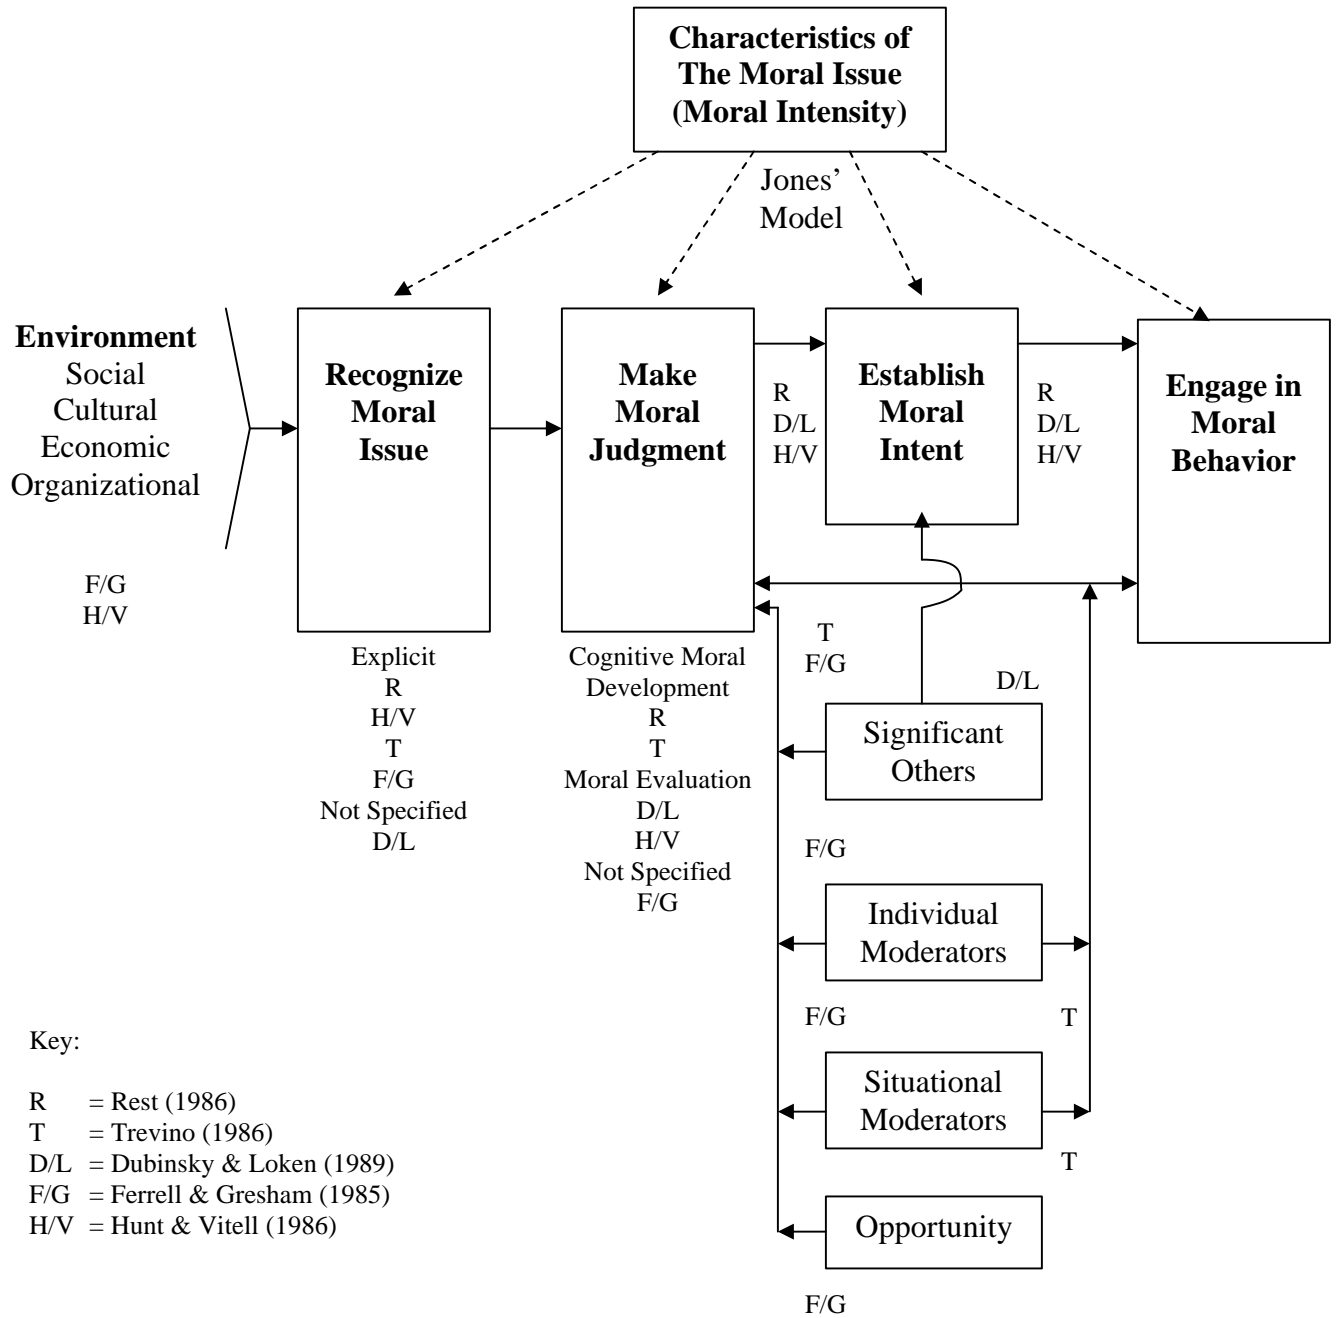 Characteristics of
The Moral Issue
(Moral Intensity)
Jones’
Model
Environment
Social
Cultural
Economic
Organizational
F/G
H/V
Recognize
Moral
Issue
Explicit
R
H/V
T
F/G
Not Specified
D/L
Make
Moral
Judgment
Cognitive Moral
Development
R
T
Moral Evaluation
D/L
H/V
Not Specified
F/G
R
D/L
H/V
Establish
Moral
Intent
R
D/L
H/V
Engage in
Moral
Behavior
T
F/G
D/L
Significant
Others
F/G
Individual
Moderators
F/G
T
Situational
Moderators
T
Opportunity
F/G
Key:
R = Rest (1986)
T = Trevino (1986)
D/L = Dubinsky & Loken (1989)
F/G = Ferrell & Gresham (1985)
H/V = Hunt & Vitell (1986)